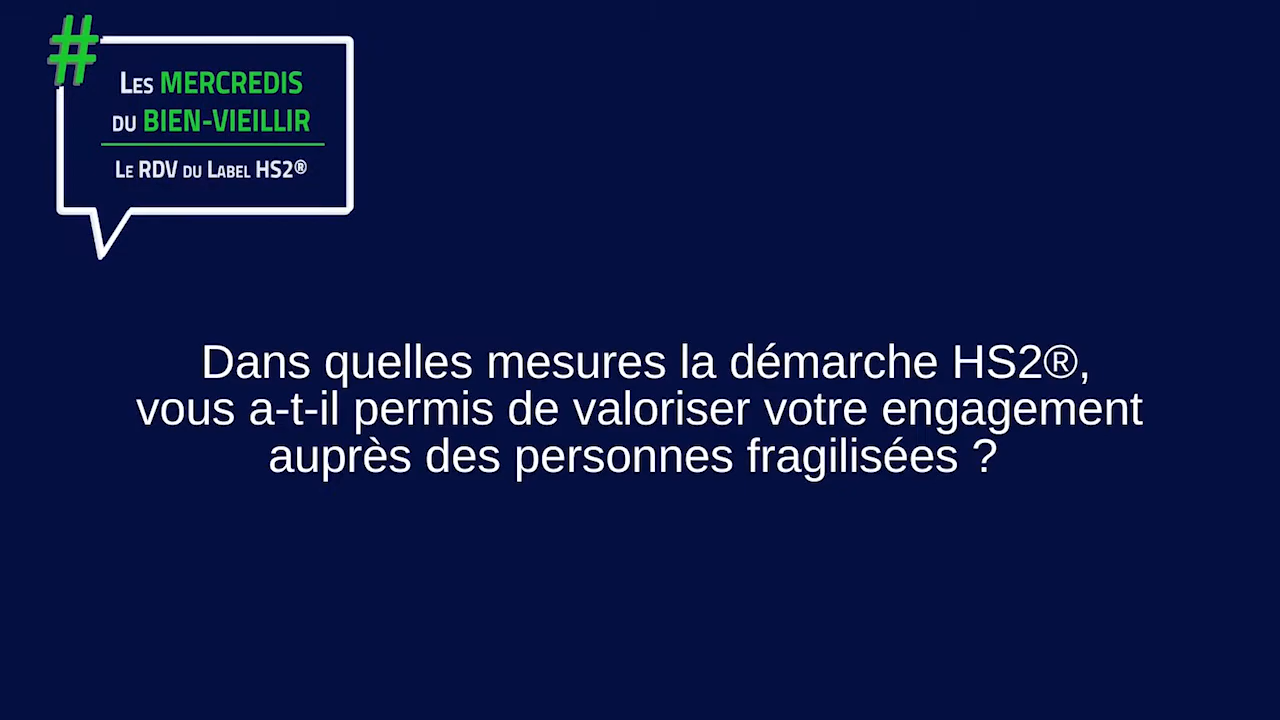 #
Les MERCREDIS
du BIEN-VIEILLIR
Le RDV du Label HS2®
Dans quelles mesures la démarche HS2®,
vous a-t-il permis de valoriser votre engagement
auprès des personnes fragilisées ?